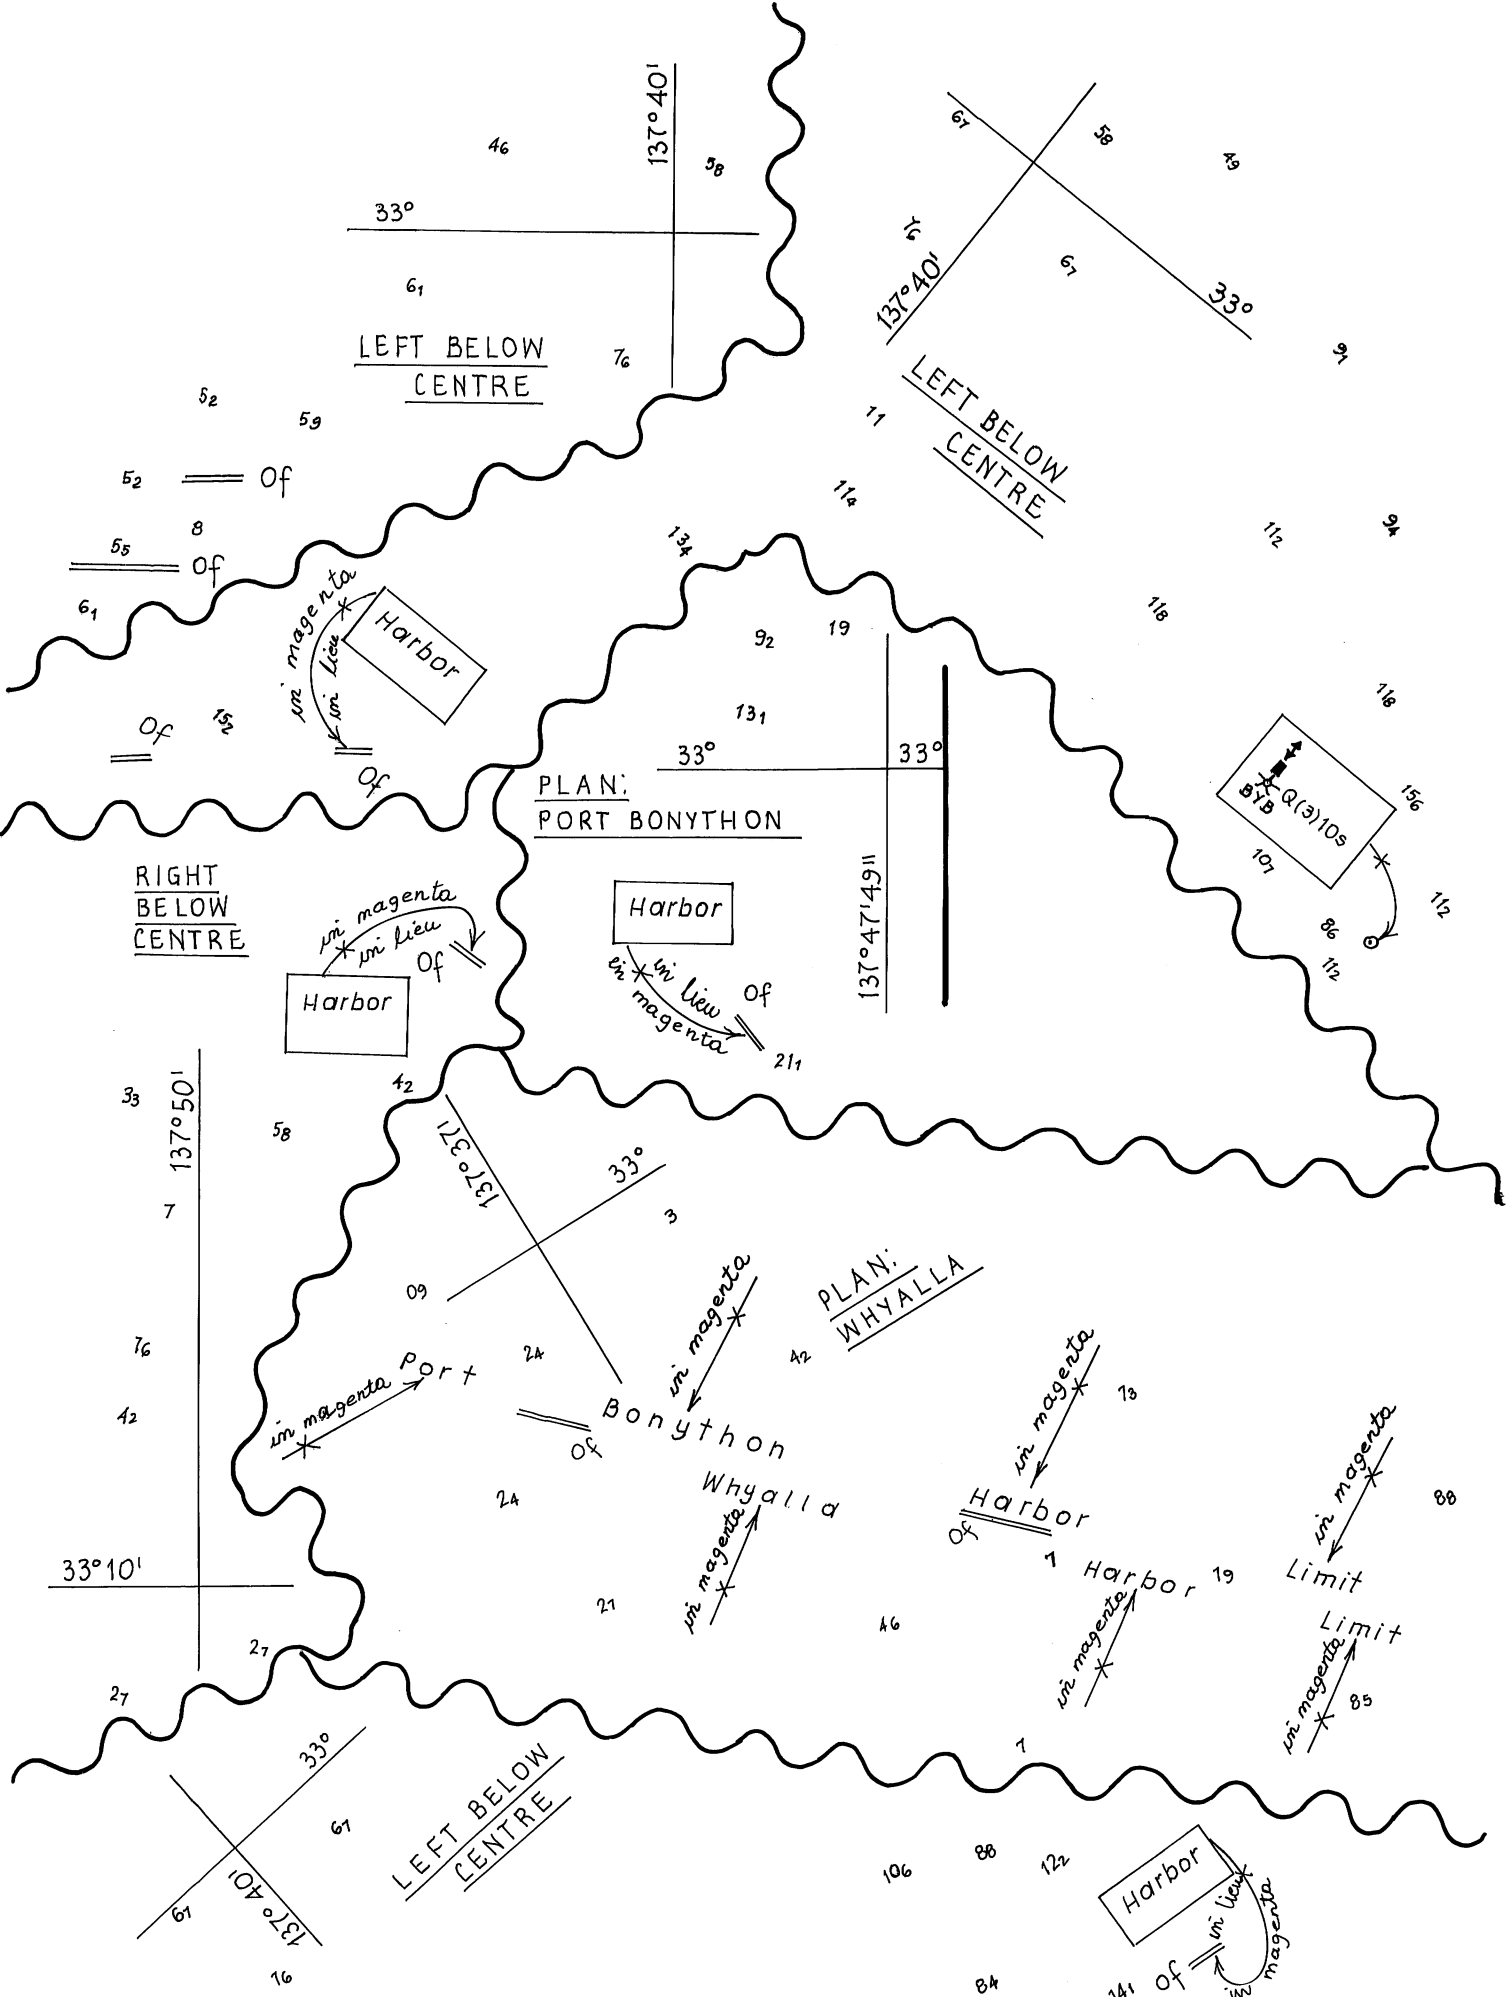 137°40'
46
58
33°
61
LEFT BELOW
CENTRE
76
52
59
52
Of
8
55
Of
61
67
58
49
76
67
137°40'
33°
91
LEFT BELOW
CENTRE
11
114
112
94
134
118
118
in magenta
in lieu
Harbor
Of
152
Of
BYB
Q(3)10s
156
107
112
86
112
92
19
131
33°
33°
PLAN:
PORT BONYTHON
Harbor
in lieu
in magenta
Of
211
137°47'49"
RIGHT
BELOW
CENTRE
in magenta
in lieu
Of
Harbor
42
33
137°50'
58
7
76
42
33°10'
27
27
137°37'
33°
3
09
PLAN:
WHYALLA
in magenta
24
42
Port
in magenta
Bonython
Of
Whyalla
in magenta
24
21
46
in magenta
73
Harbor
Of
7
Harbor
in magenta
79
in magenta
88
Limit
Limit
in magenta
85
7
33°
67
LEFT BELOW
CENTRE
137°40'
67
76
106
88
122
Harbor
in lieu
in magenta
Of
84
141